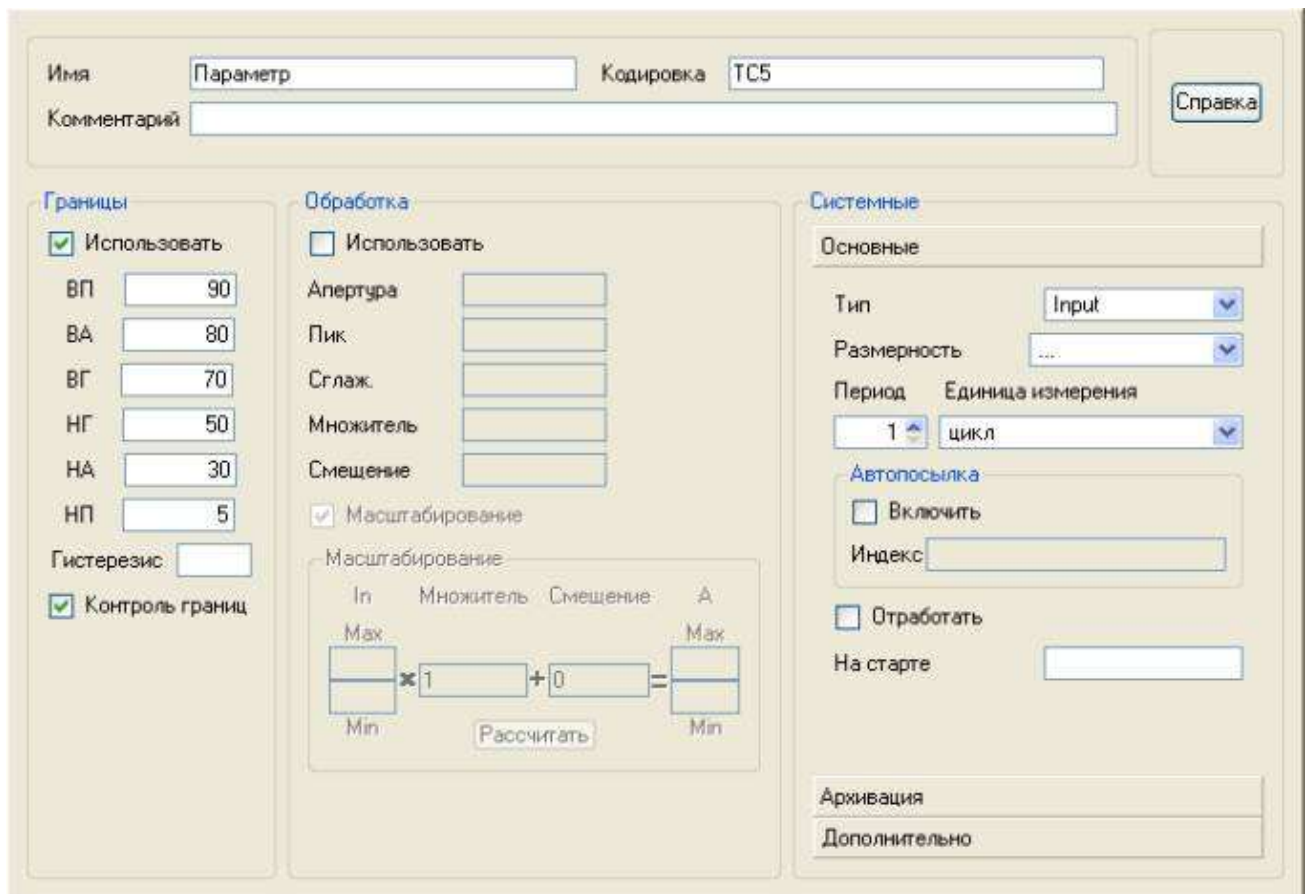 Имя Параметр Кодировка TC5
Комментарий
Справка
Границы
Использовать
ВП 90
ВА 80
ВГ 70
НГ 50
НА 30
НП 5
Гистерезис
Контроль границ
Обработка
Использовать
Апертура
Пик
Сглаж.
Множитель
Смещение
Масштабирование
Масштабирование
In Множитель Смещение A
Max Max
× 1 + 0 =
Min Min
Рассчитать
Системные
Основные
Тип Input
Размерность ...
Период Единица измерения
1 цикл
Автопосылка
Включить
Индекс
Отработать
На старте
Архивация
Дополнительно